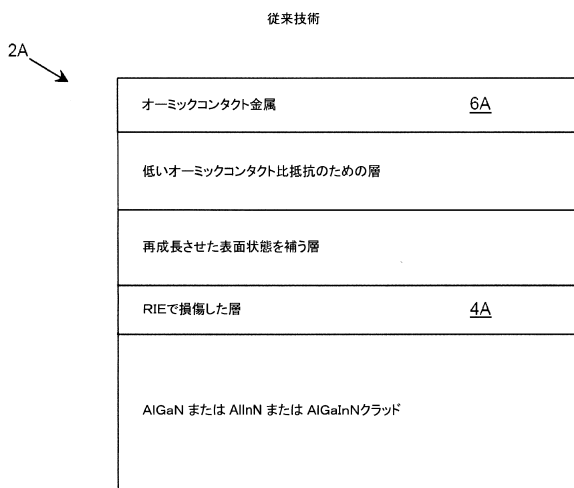 従来技術
2A
オーミックコンタクト金属 6A
低いオーミックコンタクト比抵抗のための層
再成長させた表面状態を補う層
RIEで損傷した層 4A
AlGaN または AlInN または AlGaInNクラッド